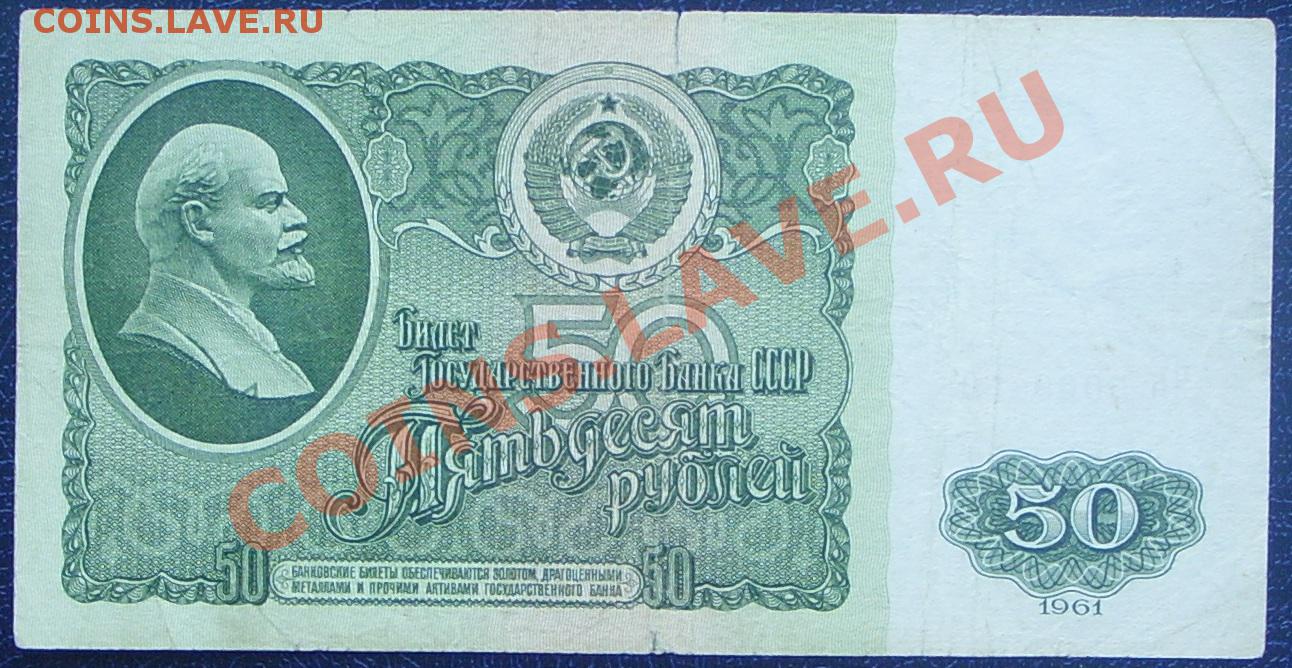 COINS.LAVE.RU
COINS.LAVE.RU
50
Билет
Государственного Банка СССР
Пятьдесят
рублей
50
БАНКОВСКИЕ БИЛЕТЫ ОБЕСПЕЧИВАЮТСЯ ЗОЛОТОМ, ДРАГОЦЕННЫМИ
МЕТАЛЛАМИ И ПРОЧИМИ АКТИВАМИ ГОСУДАРСТВЕННОГО БАНКА
50
50
1961